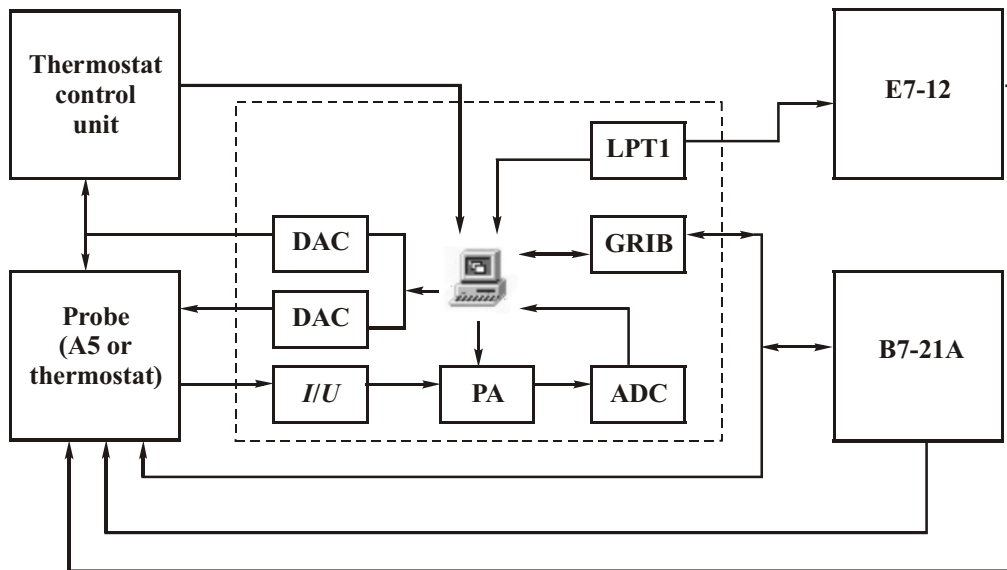 Thermostat
control
unit
E7-12
LPT1
DAC
GRIB
Probe
(A5 or
thermostat)
DAC
B7-21A
I/U
PA
ADC